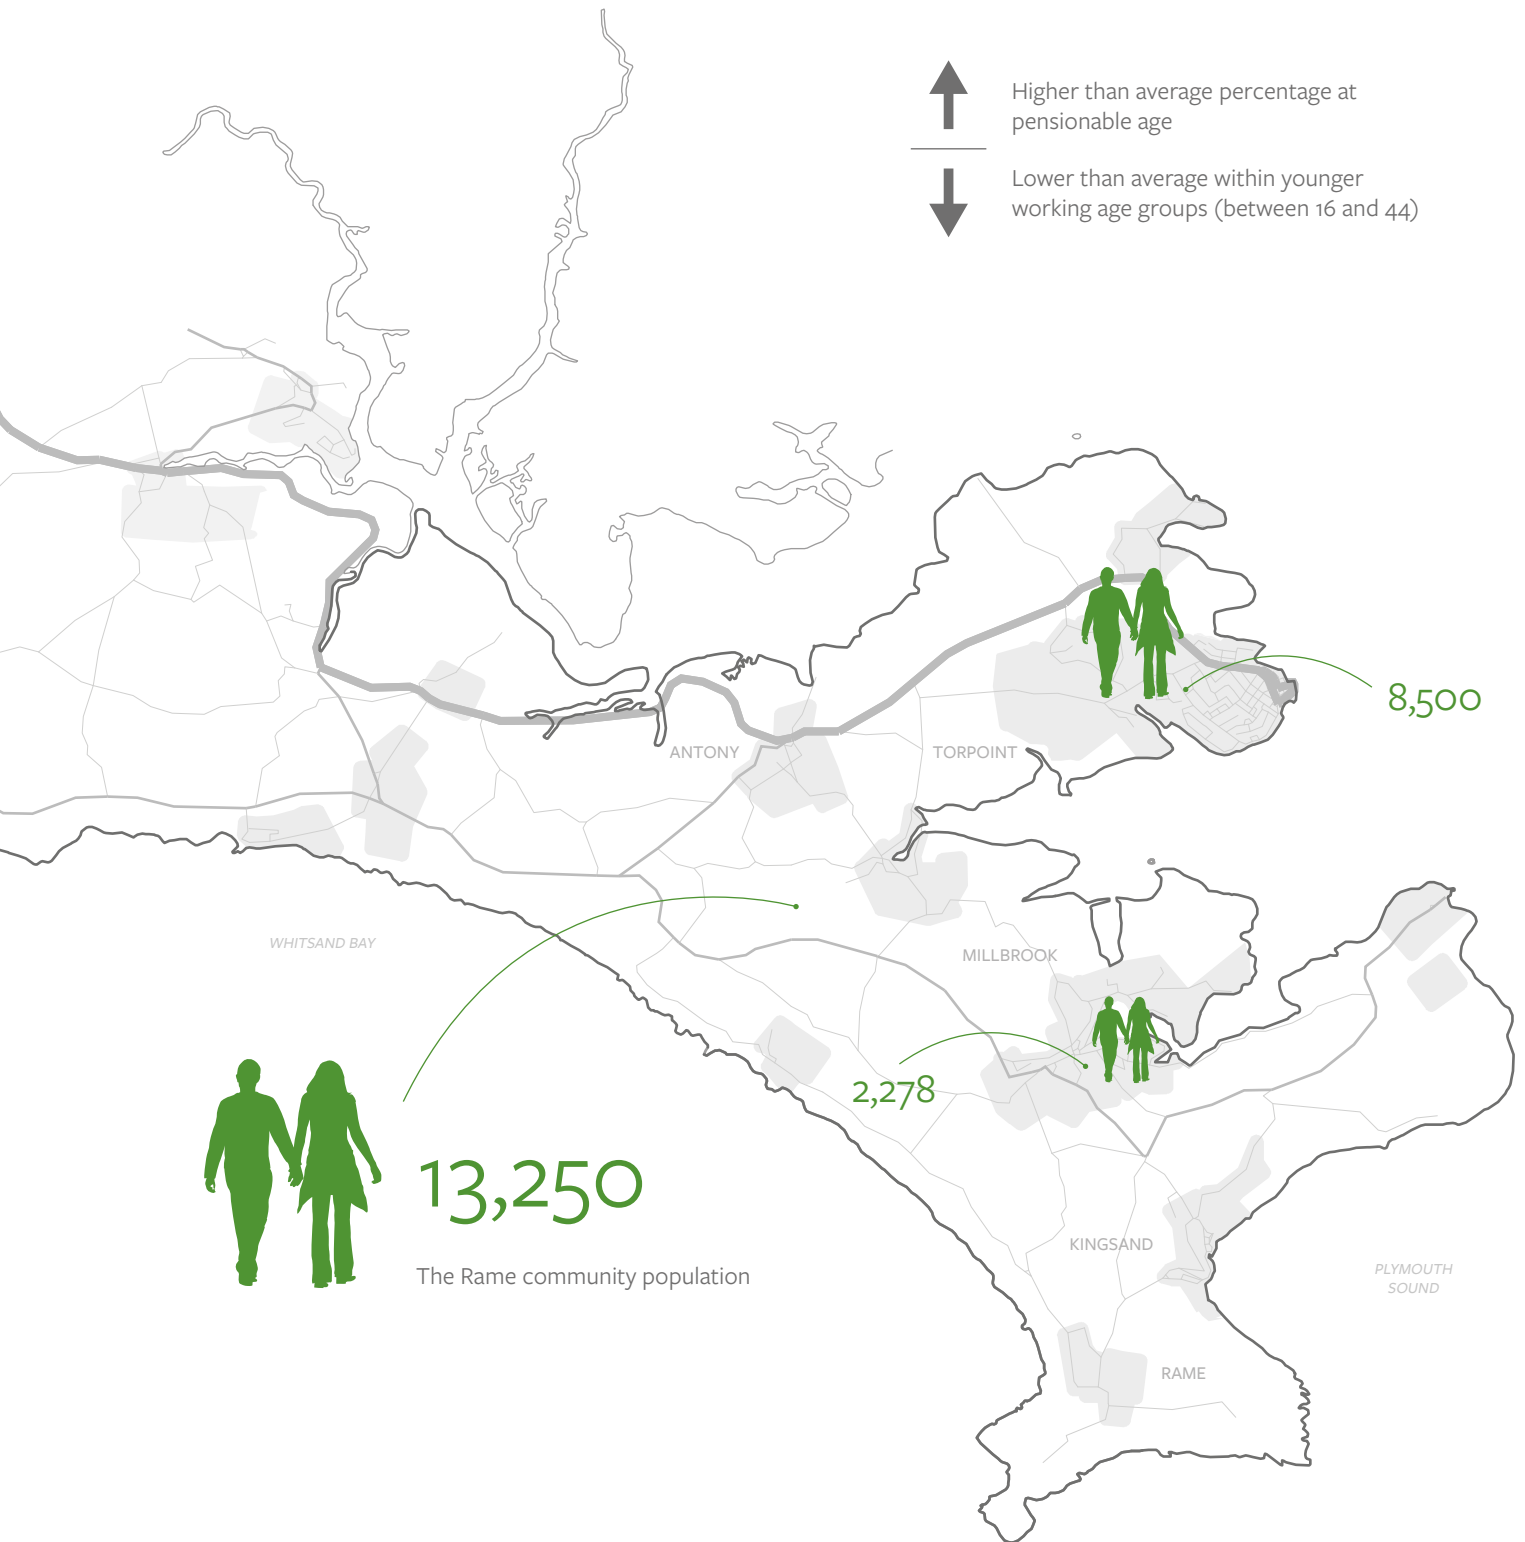 Higher than average percentage at
pensionable age
Lower than average within younger
working age groups (between 16 and 44)
8,500
ANTONY
TORPOINT
WHITSAND BAY
MILLBROOK
2,278
13,250
The Rame community population
KINGSAND
PLYMOUTH
SOUND
RAME